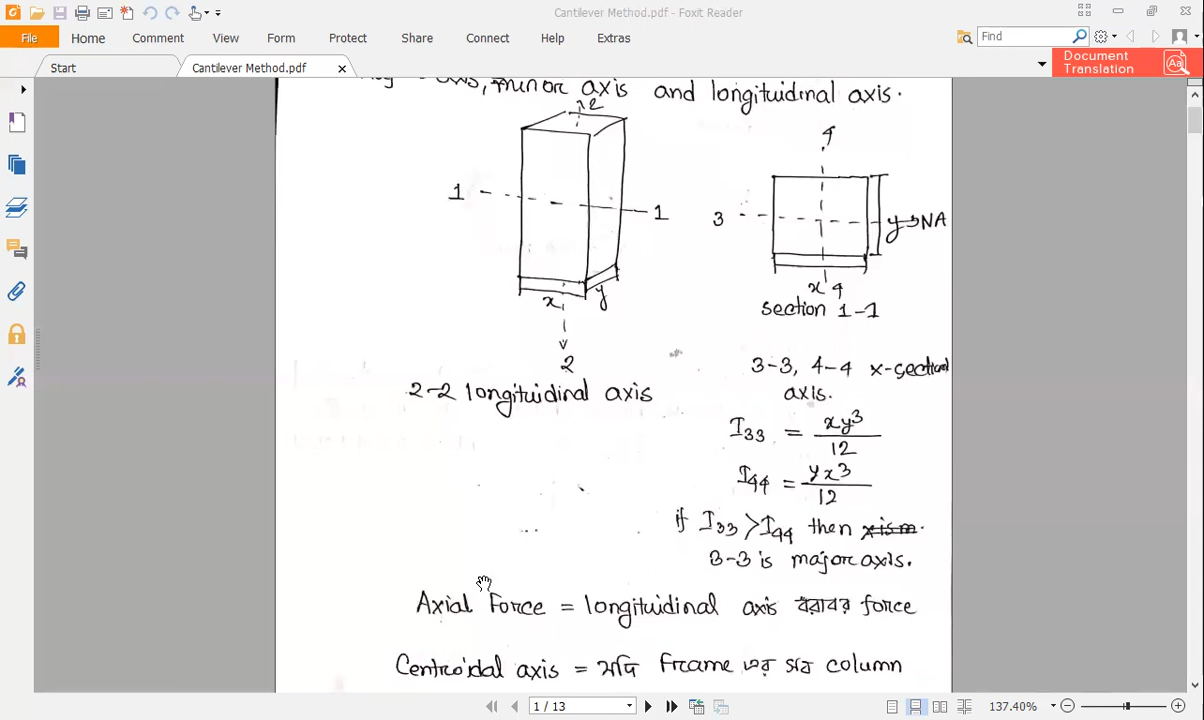 Cantilever Method.pdf - Foxit Reader
File Home Comment View Form Protect Share Connect Help Extras
Find
Start Cantilever Method.pdf
Document Translation
minor axis and longituidinal axis.
2
1 1
x y
2
2-2 longituidinal axis
4
3 y→NA
x 4
section 1-1
3-3, 4-4 x-sectional
axis.
I33 = xy³/12
I44 = yx³/12
if I33 > I44 then
3-3 is major axis.
Axial Force = longituidinal axis বরাবর force
Centroidal axis = যদি Frame এর সব column
1 / 13
137.40%